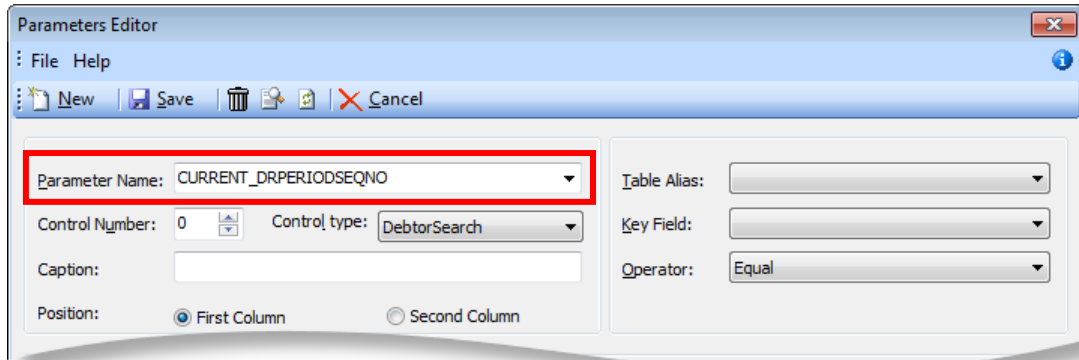 Parameters Editor
File Help
New Save Cancel
Parameter Name: CURRENT_DRPERIODSEQNO
Control Number: 0 Control type: DebtorSearch
Caption:
Position: First Column Second Column
Table Alias:
Key Field:
Operator: Equal